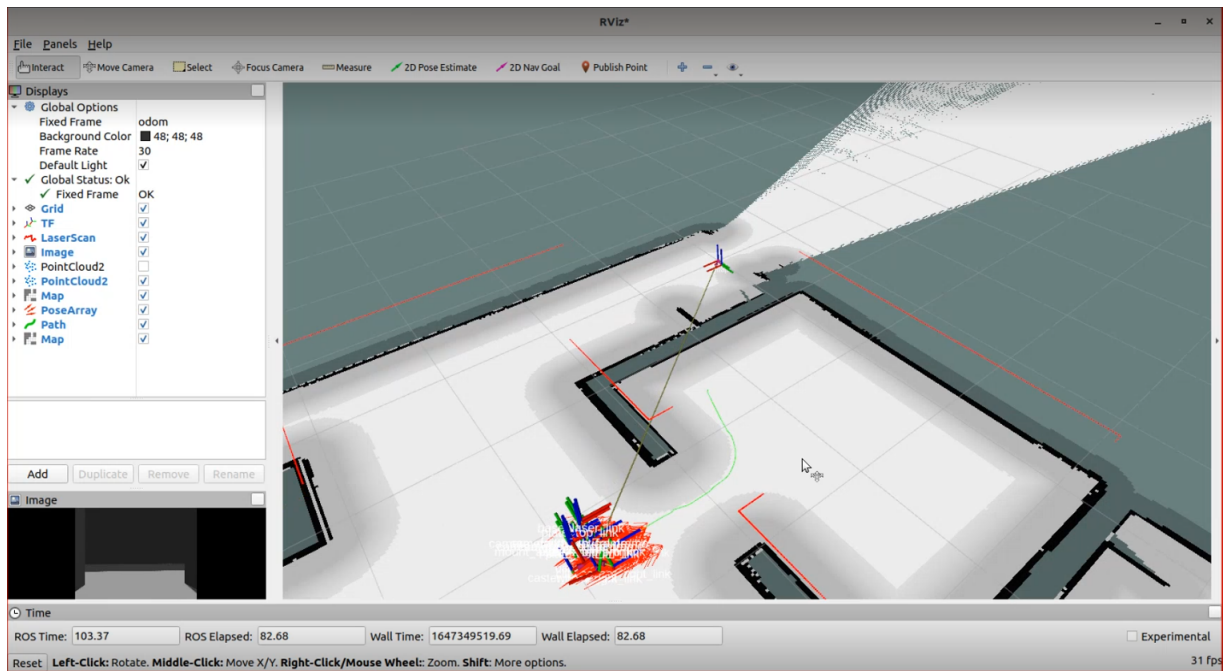 RViz*
File Panels Help
Interact Move Camera Select Focus Camera Measure 2D Pose Estimate 2D Nav Goal Publish Point
Displays
Global Options
Fixed Frame odom
Background Color 48; 48; 48
Frame Rate 30
Default Light
Global Status: Ok
Fixed Frame OK
Grid
TF
LaserScan
Image
PointCloud2
PointCloud2
Map
PoseArray
Path
Map
Add Duplicate Remove Rename
Image
Time
ROS Time: 103.37 ROS Elapsed: 82.68 Wall Time: 1647349519.69 Wall Elapsed: 82.68 Experimental
Reset Left-Click: Rotate. Middle-Click: Move X/Y. Right-Click/Mouse Wheel:: Zoom. Shift: More options. 31 fps